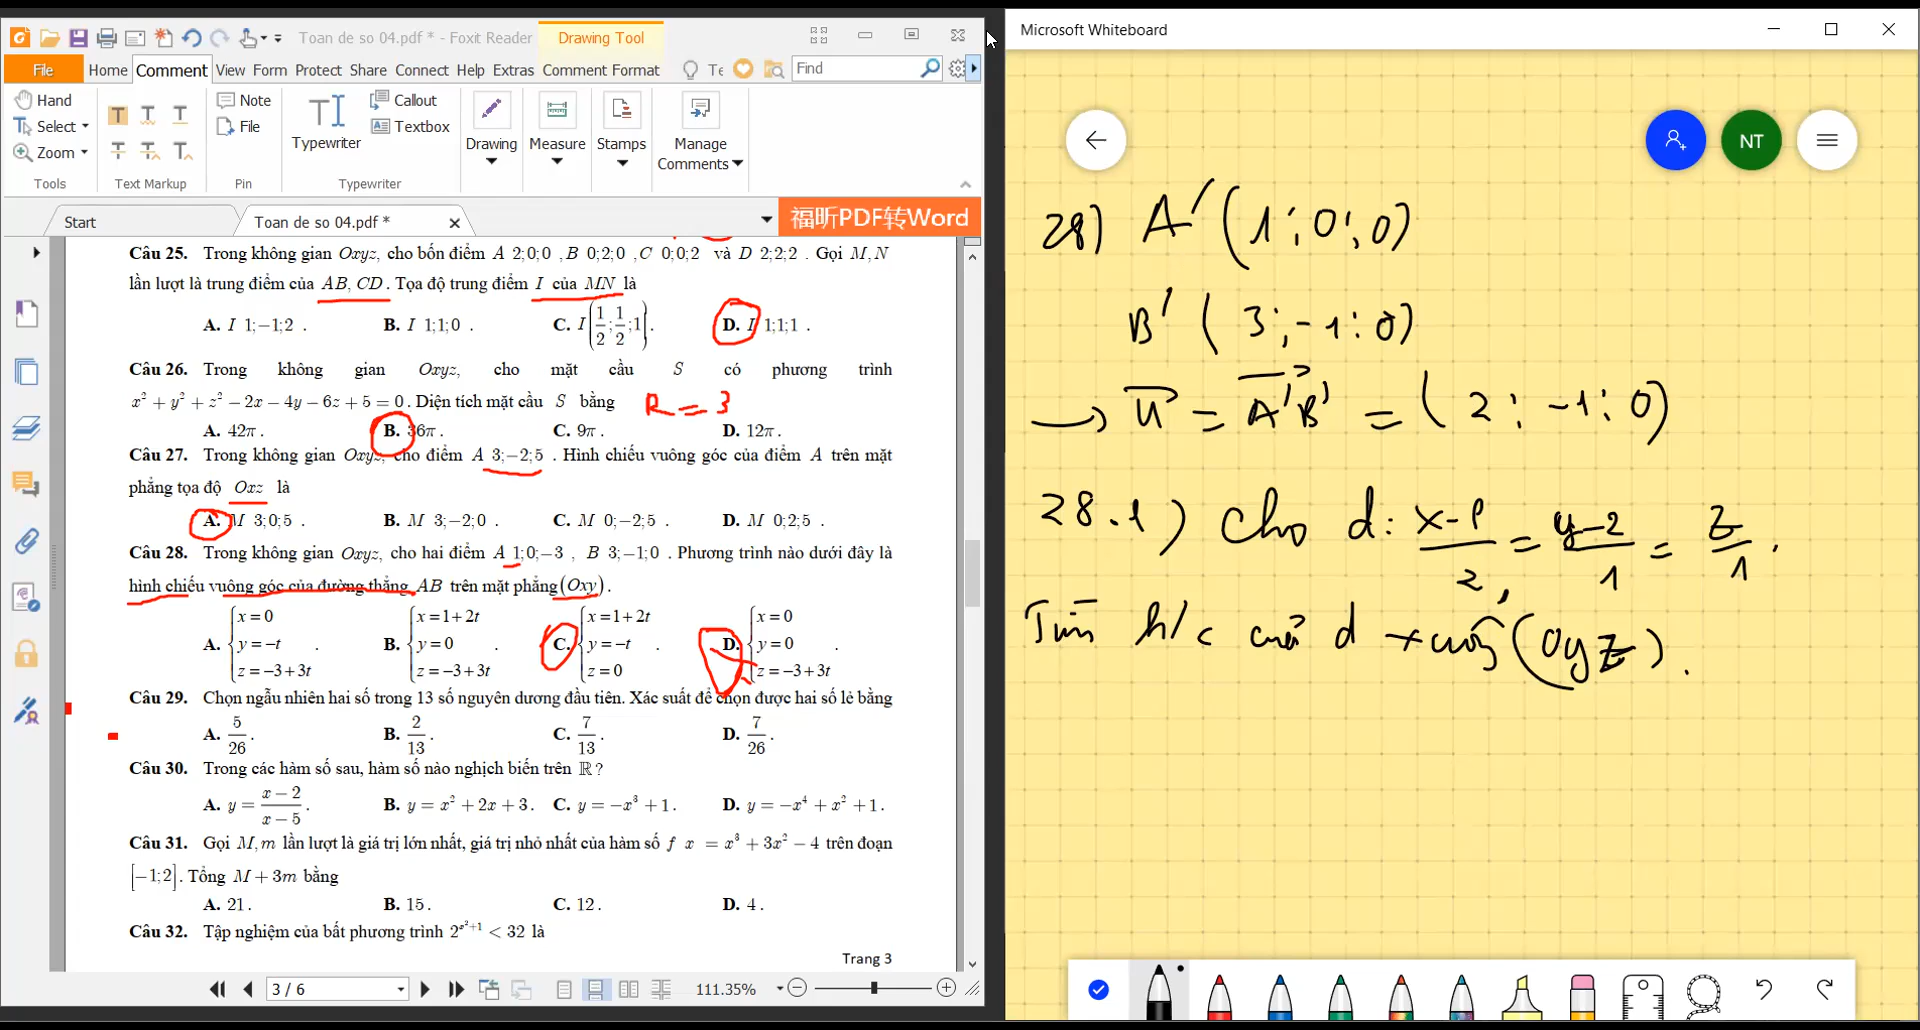 Toan de so 04.pdf * - Foxit Reader
Drawing Tool
File Home Comment View Form Protect Share Connect Help Extras Comment Format Te Find
Hand
Select
Zoom
Tools
Text Markup
Note
File
Pin
Typewriter
Callout
Textbox
Typewriter
Drawing
Measure
Stamps
Manage Comments
Start
Toan de so 04.pdf *
福昕PDF转Word
Câu 25. Trong không gian Oxyz, cho bốn điểm A 2;0;0 , B 0;2;0 , C 0;0;2 và D 2;2;2 . Gọi M, N
lần lượt là trung điểm của AB, CD . Tọa độ trung điểm I của MN là
A. I 1;−1;2 . B. I 1;1;0 . C. I(1/2;1/2;1). D. I 1;1;1 .
Câu 26. Trong không gian Oxyz, cho mặt cầu S có phương trình
x² + y² + z² − 2x − 4y − 6z + 5 = 0 . Diện tích mặt cầu S bằng R = 3
A. 42π . B. 36π . C. 9π . D. 12π .
Câu 27. Trong không gian Oxyz, cho điểm A 3;−2;5 . Hình chiếu vuông góc của điểm A trên mặt
phẳng tọa độ Oxz là
A. M 3;0;5 . B. M 3;−2;0 . C. M 0;−2;5 . D. M 0;2;5 .
Câu 28. Trong không gian Oxyz, cho hai điểm A 1;0;−3 , B 3;−1;0 . Phương trình nào dưới đây là
hình chiếu vuông góc của đường thẳng AB trên mặt phẳng (Oxy).
A. { x = 0 y = −t z = −3 + 3t . B. { x = 1 + 2t y = 0 z = −3 + 3t . C. { x = 1 + 2t y = −t z = 0 . D. { x = 0 y = 0 z = −3 + 3t .
Câu 29. Chọn ngẫu nhiên hai số trong 13 số nguyên dương đầu tiên. Xác suất để chọn được hai số lẻ bằng
A. 5/26 . B. 2/13 . C. 7/13 . D. 7/26 .
Câu 30. Trong các hàm số sau, hàm số nào nghịch biến trên ℝ?
A. y = (x − 2)/(x − 5) . B. y = x² + 2x + 3 . C. y = −x³ + 1 . D. y = −x⁴ + x² + 1 .
Câu 31. Gọi M, m lần lượt là giá trị lớn nhất, giá trị nhỏ nhất của hàm số f x = x³ + 3x² − 4 trên đoạn
[−1;2] . Tổng M + 3m bằng
A. 21 . B. 15 . C. 12 . D. 4 .
Câu 32. Tập nghiệm của bất phương trình 2^(x²+1) < 32 là
Trang 3
3 / 6
111.35%
Microsoft Whiteboard
NT
28) A' (1; 0; 0)
B' (3; -1; 0)
→ u⃗ = A'B'⃗ = (2; -1; 0)
28.1) Cho d: (x-1)/2 = (y-2)/1 = z/1 .
Tìm h/c của d xuống (Oyz).